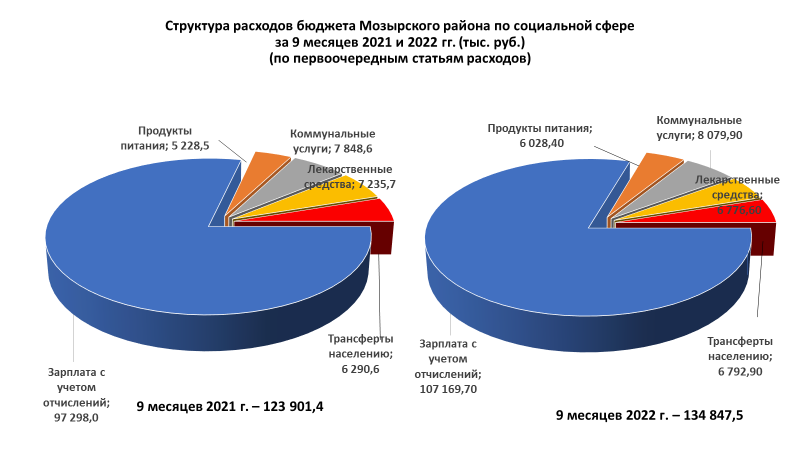 Структура расходов бюджета Мозырского района по социальной сфере
за 9 месяцев 2021 и 2022 гг. (тыс. руб.)
(по первоочередным статьям расходов)
Продукты
питания; 5 228,5
Коммунальные
услуги; 7 848,6
Лекарственные
средства; 7 235,7
Трансферты
населению;
6 290,6
Зарплата с
учетом
отчислений;
97 298,0
9 месяцев 2021 г. – 123 901,4
Продукты питания;
6 028,40
Коммунальные
услуги; 8 079,90
Лекарственные
средства;
6 776,60
Трансферты
населению;
6 792,90
Зарплата с
учетом
отчислений;
107 169,70
9 месяцев 2022 г. – 134 847,5